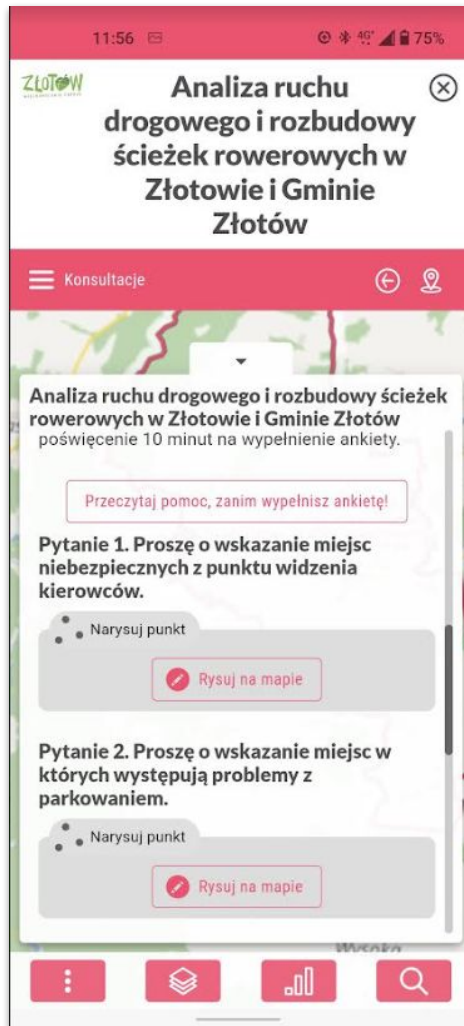 11:56
4G+ 75%
ZŁOTÓW
Analiza ruchu
drogowego i rozbudowy
ścieżek rowerowych w
Złotowie i Gminie
Złotów
Konsultacje
Analiza ruchu drogowego i rozbudowy ścieżek
rowerowych w Złotowie i Gminie Złotów
poświęcenie 10 minut na wypełnienie ankiety.
Przeczytaj pomoc, zanim wypełnisz ankietę!
Pytanie 1. Proszę o wskazanie miejsc
niebezpiecznych z punktu widzenia
kierowców.
Narysuj punkt
Rysuj na mapie
Pytanie 2. Proszę o wskazanie miejsc w
których występują problemy z
parkowaniem.
Narysuj punkt
Rysuj na mapie
Wysoka